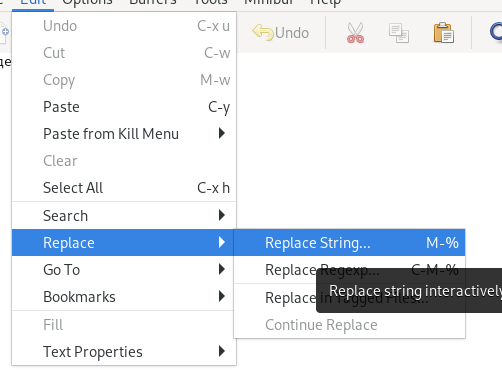 Edit Options Buffers Tools Minibuf Help
Undo C-x u
Undo
Cut C-w
Copy M-w
Paste C-y
Paste from Kill Menu
Clear
Select All C-x h
Search
Replace
Replace String... M-%
Go To
Replace Regexp... C-M-%
Replace string interactively
Bookmarks
Replace in Tagged Files...
Fill
Continue Replace
Text Properties